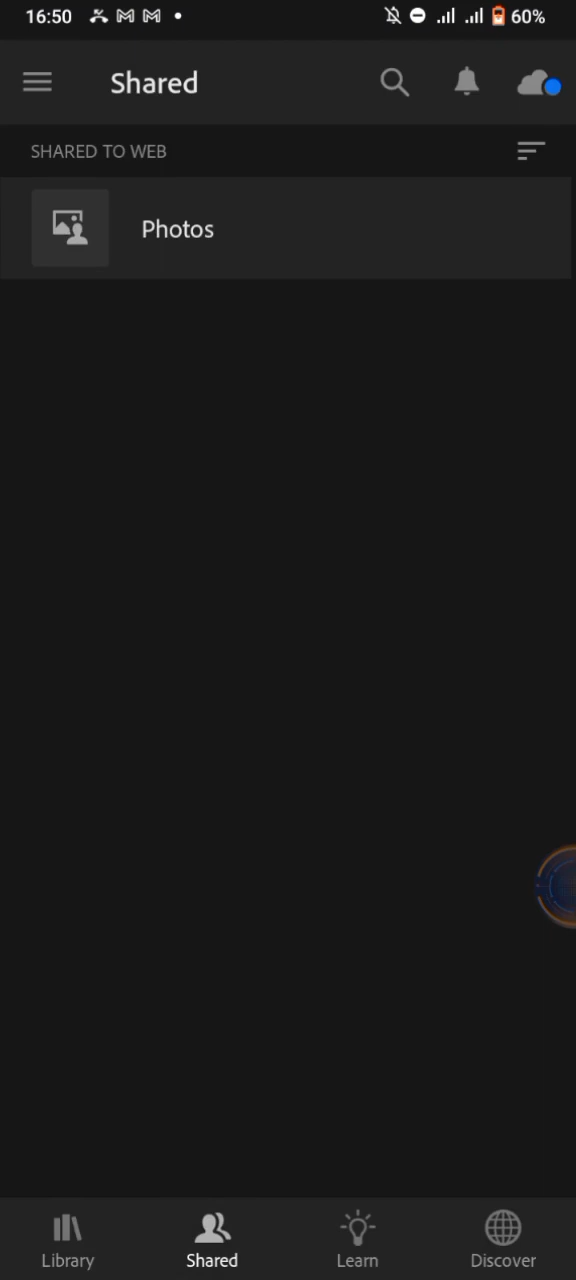 16:50 60%
Shared
SHARED TO WEB
Photos
Library Shared Learn Discover